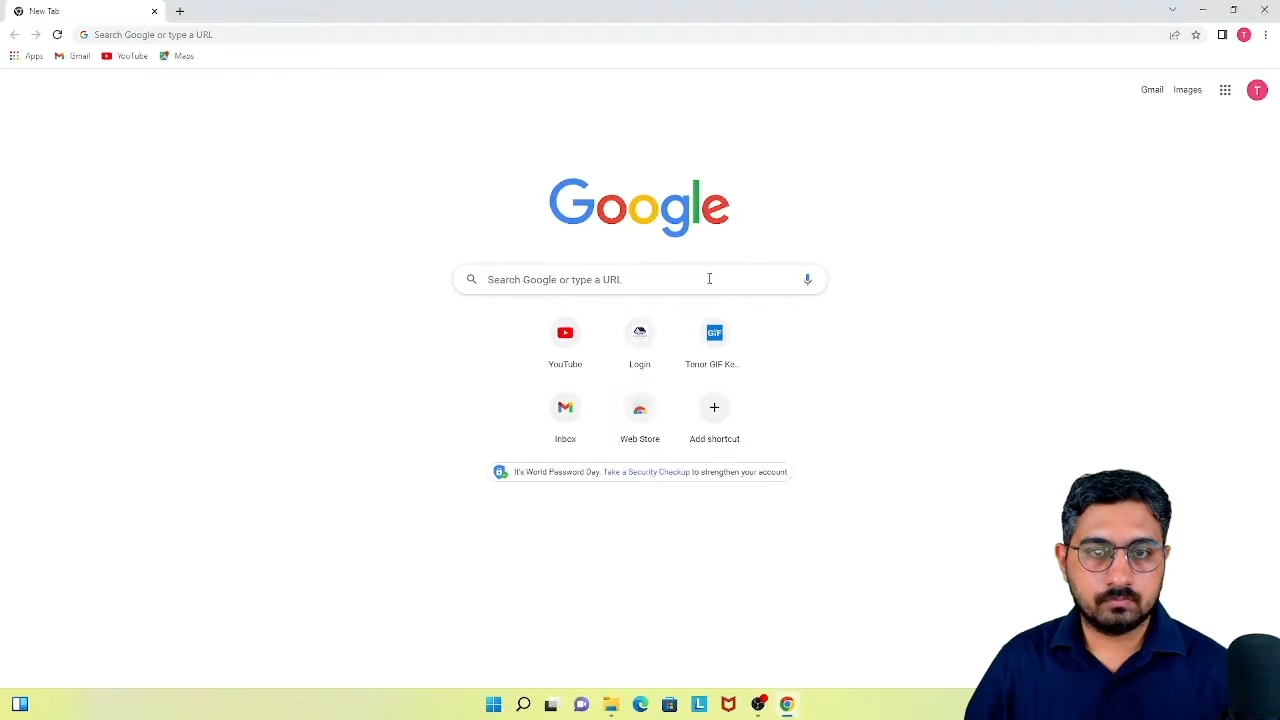 New Tab
Search Google or type a URL
T
Apps Gmail YouTube Maps
Gmail Images T
Google
Search Google or type a URL
GIF
YouTube Login Tenor GIF Ke...
Inbox Web Store Add shortcut
It's World Password Day. Take a Security Checkup to strengthen your account
L